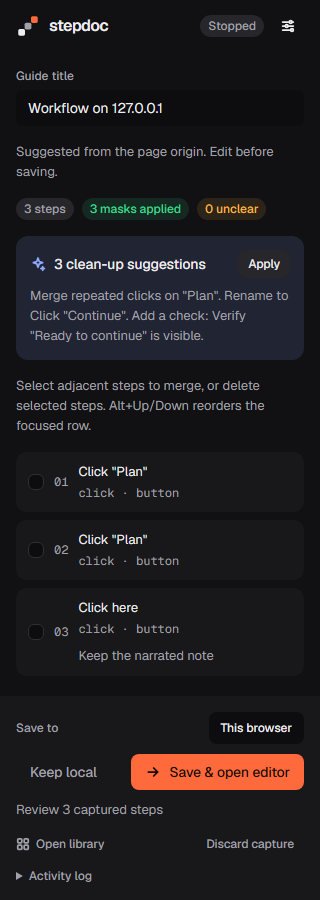 stepdoc
Stopped
Guide title
Workflow on 127.0.0.1
Suggested from the page origin. Edit before
saving.
3 steps
3 masks applied
0 unclear
3 clean-up suggestions
Apply
Merge repeated clicks on "Plan". Rename to
Click "Continue". Add a check: Verify
"Ready to continue" is visible.
Select adjacent steps to merge, or delete
selected steps. Alt+Up/Down reorders the
focused row.
01
Click "Plan"
click · button
02
Click "Plan"
click · button
03
Click here
click · button
Keep the narrated note
Save to
This browser
Keep local
Save & open editor
Review 3 captured steps
Open library
Discard capture
Activity log